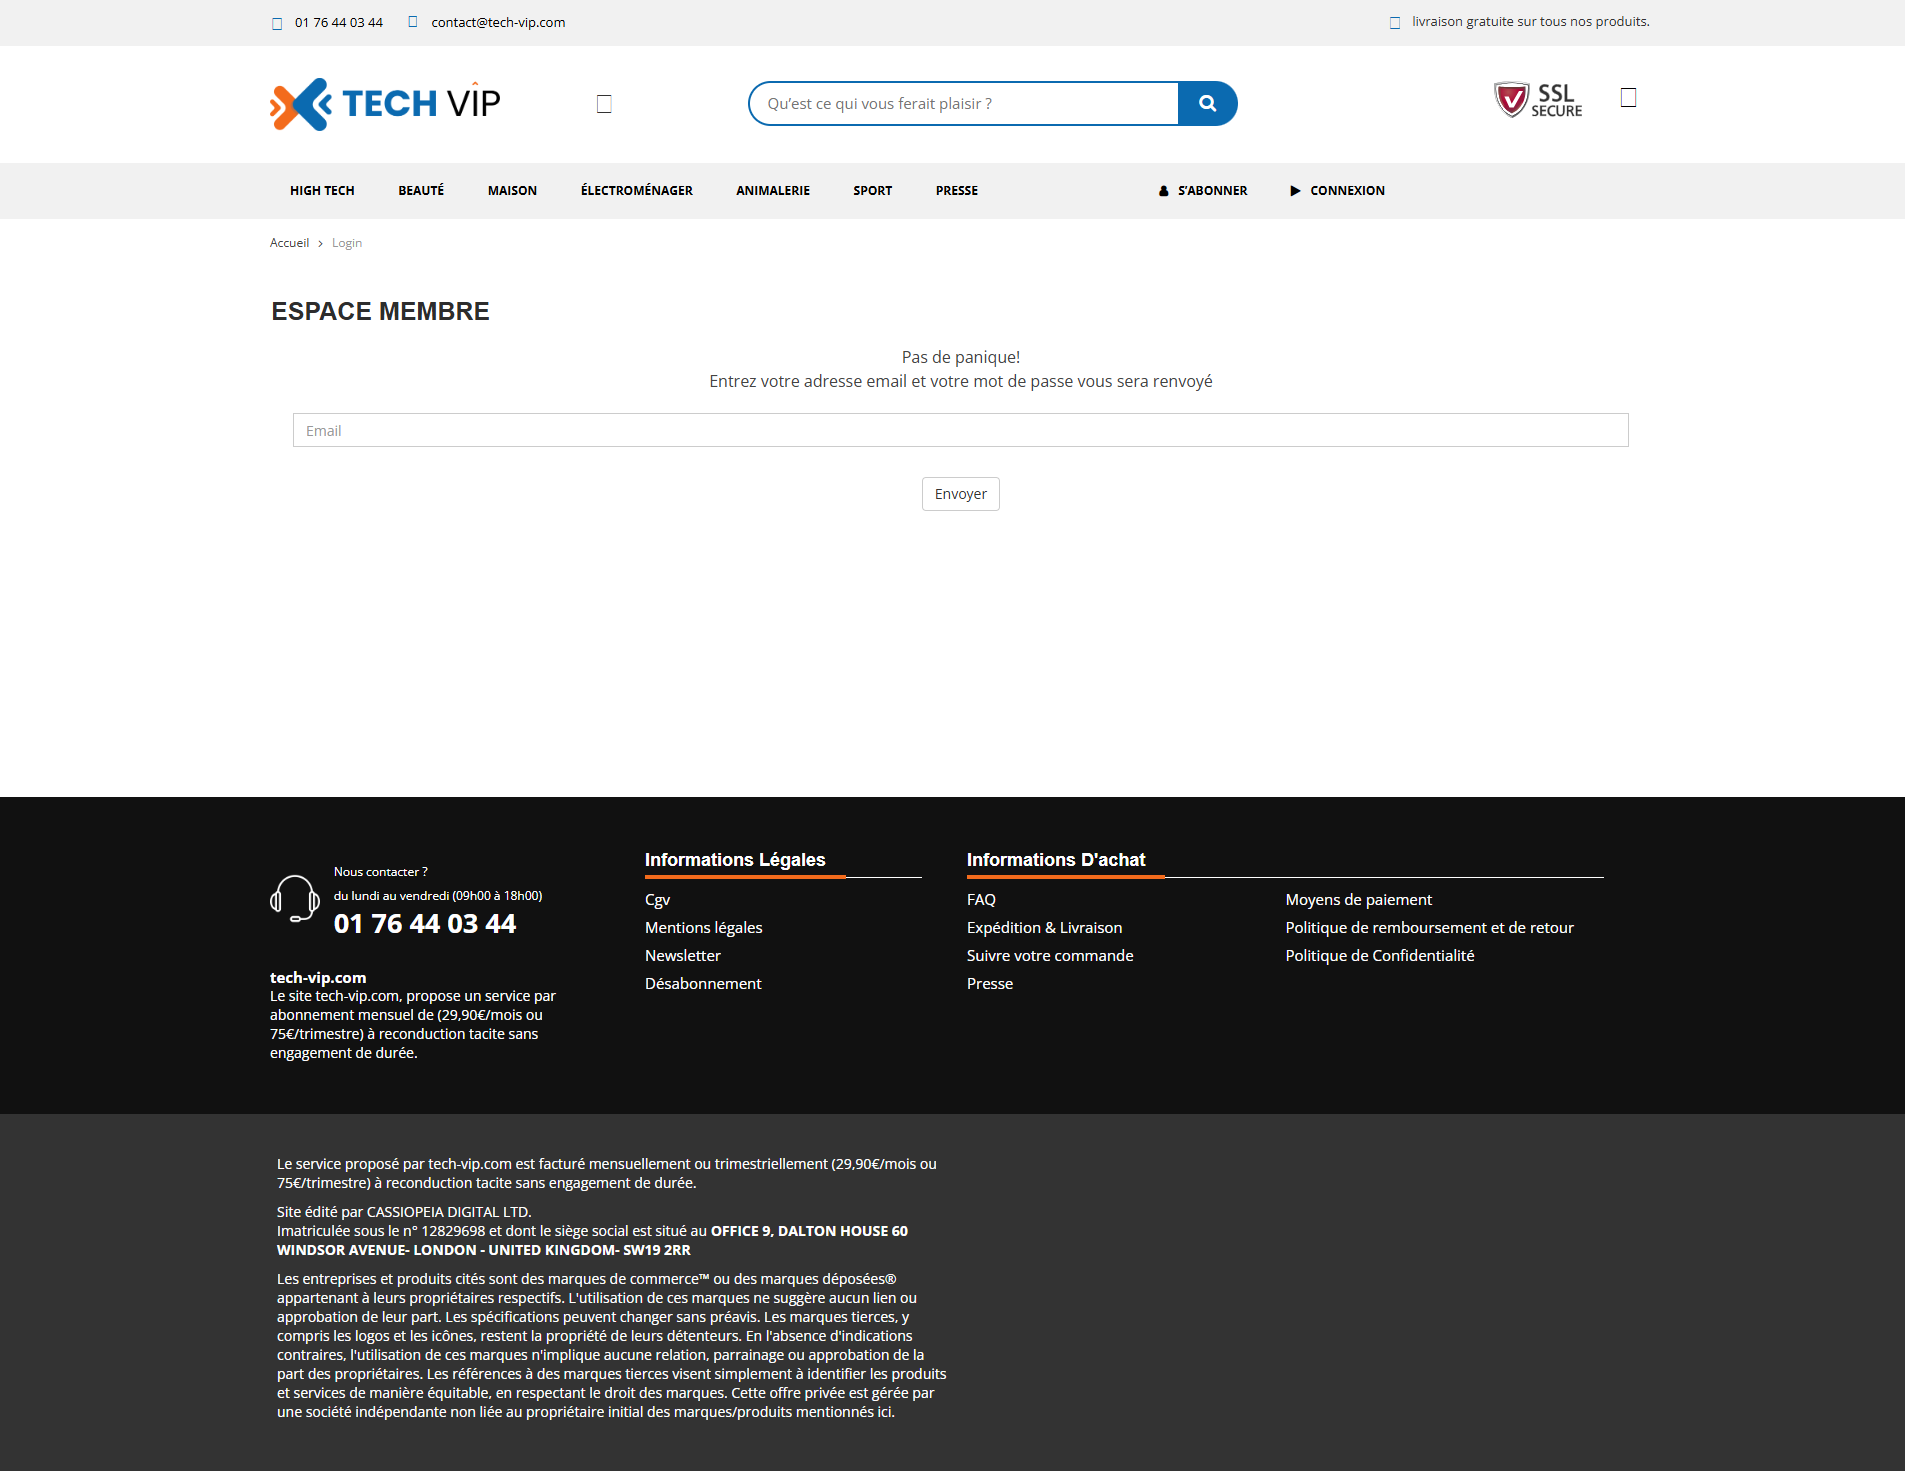 01 76 44 03 44 contact@tech-vip.com livraison gratuite sur tous nos produits.
TECH VIP
Qu'est ce qui vous ferait plaisir ?
SSL
SECURE
HIGH TECH BEAUTÉ MAISON ÉLECTROMÉNAGER ANIMALERIE SPORT PRESSE S'ABONNER CONNEXION
Accueil > Login
ESPACE MEMBRE
Pas de panique!
Entrez votre adresse email et votre mot de passe vous sera renvoyé
Email
Envoyer
Nous contacter ?
du lundi au vendredi (09h00 à 18h00)
01 76 44 03 44
tech-vip.com
Le site tech-vip.com, propose un service par
abonnement mensuel de (29,90€/mois ou
75€/trimestre) à reconduction tacite sans
engagement de durée.
Informations Légales
Cgv
Mentions légales
Newsletter
Désabonnement
Informations D'achat
FAQ
Expédition & Livraison
Suivre votre commande
Presse
Moyens de paiement
Politique de remboursement et de retour
Politique de Confidentialité
Le service proposé par tech-vip.com est facturé mensuellement ou trimestriellement (29,90€/mois ou
75€/trimestre) à reconduction tacite sans engagement de durée.
Site édité par CASSIOPEIA DIGITAL LTD.
Imatriculée sous le n° 12829698 et dont le siège social est situé au OFFICE 9, DALTON HOUSE 60
WINDSOR AVENUE- LONDON - UNITED KINGDOM- SW19 2RR
Les entreprises et produits cités sont des marques de commerce™ ou des marques déposées®
appartenant à leurs propriétaires respectifs. L'utilisation de ces marques ne suggère aucun lien ou
approbation de leur part. Les spécifications peuvent changer sans préavis. Les marques tierces, y
compris les logos et les icônes, restent la propriété de leurs détenteurs. En l'absence d'indications
contraires, l'utilisation de ces marques n'implique aucune relation, parrainage ou approbation de la
part des propriétaires. Les références à des marques tierces visent simplement à identifier les produits
et services de manière équitable, en respectant le droit des marques. Cette offre privée est gérée par
une société indépendante non liée au propriétaire initial des marques/produits mentionnés ici.